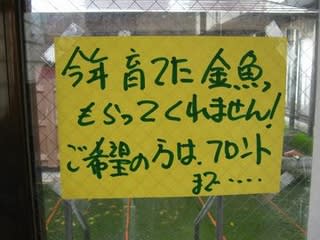 今年育てた金魚、
もらってくれません!
ご希望の方は、フロント
まで‥‥